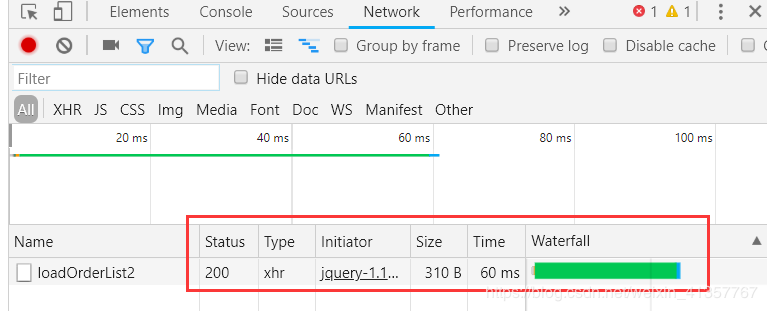 Elements Console Sources Network Performance » 1 1
View: Group by frame Preserve log Disable cache
Filter Hide data URLs
All XHR JS CSS Img Media Font Doc WS Manifest Other
20 ms 40 ms 60 ms 80 ms 100 ms
Name Status Type Initiator Size Time Waterfall
loadOrderList2 200 xhr jquery-1.1... 310 B 60 ms
https://blog.csdn.net/weixin_41357767